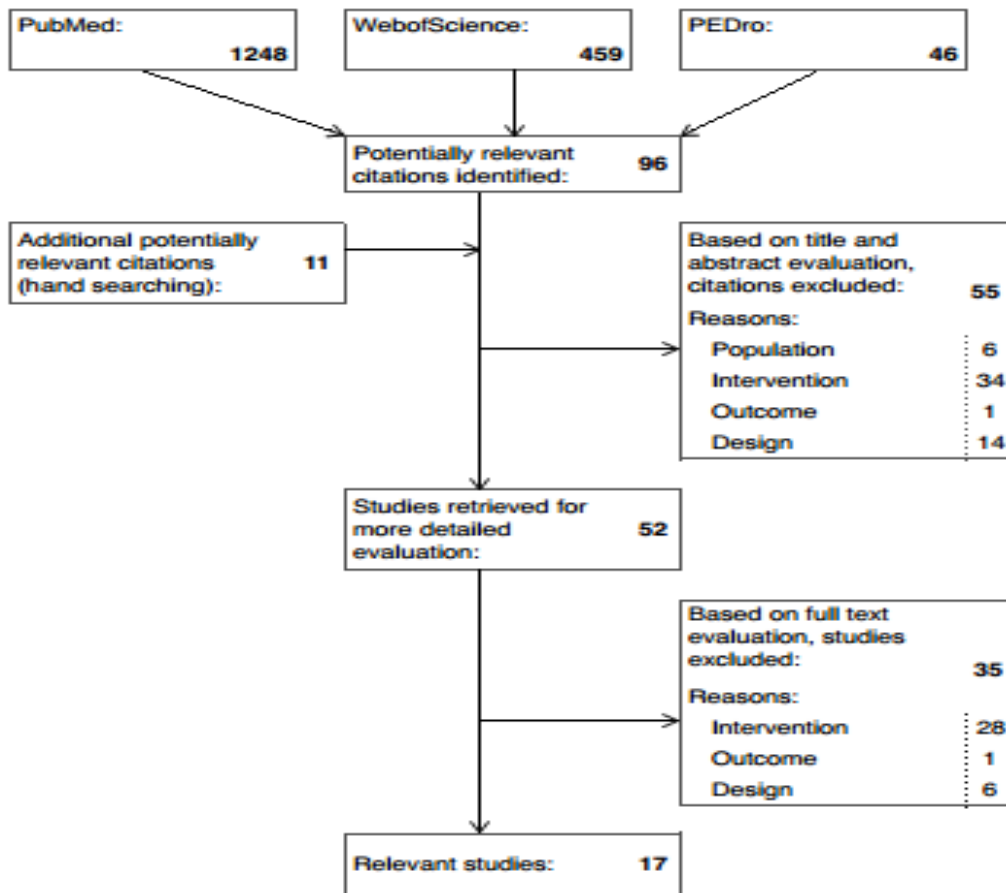 PubMed:
1248
WebofScience:
459
PEDro:
46
Potentially relevant
citations identified:
96
Additional potentially
relevant citations
(hand searching):
11
Based on title and
abstract evaluation,
citations excluded:
55
Reasons:
Population 6
Intervention 34
Outcome 1
Design 14
Studies retrieved for
more detailed
evaluation:
52
Based on full text
evaluation, studies
excluded:
35
Reasons:
Intervention 28
Outcome 1
Design 6
Relevant studies: 17